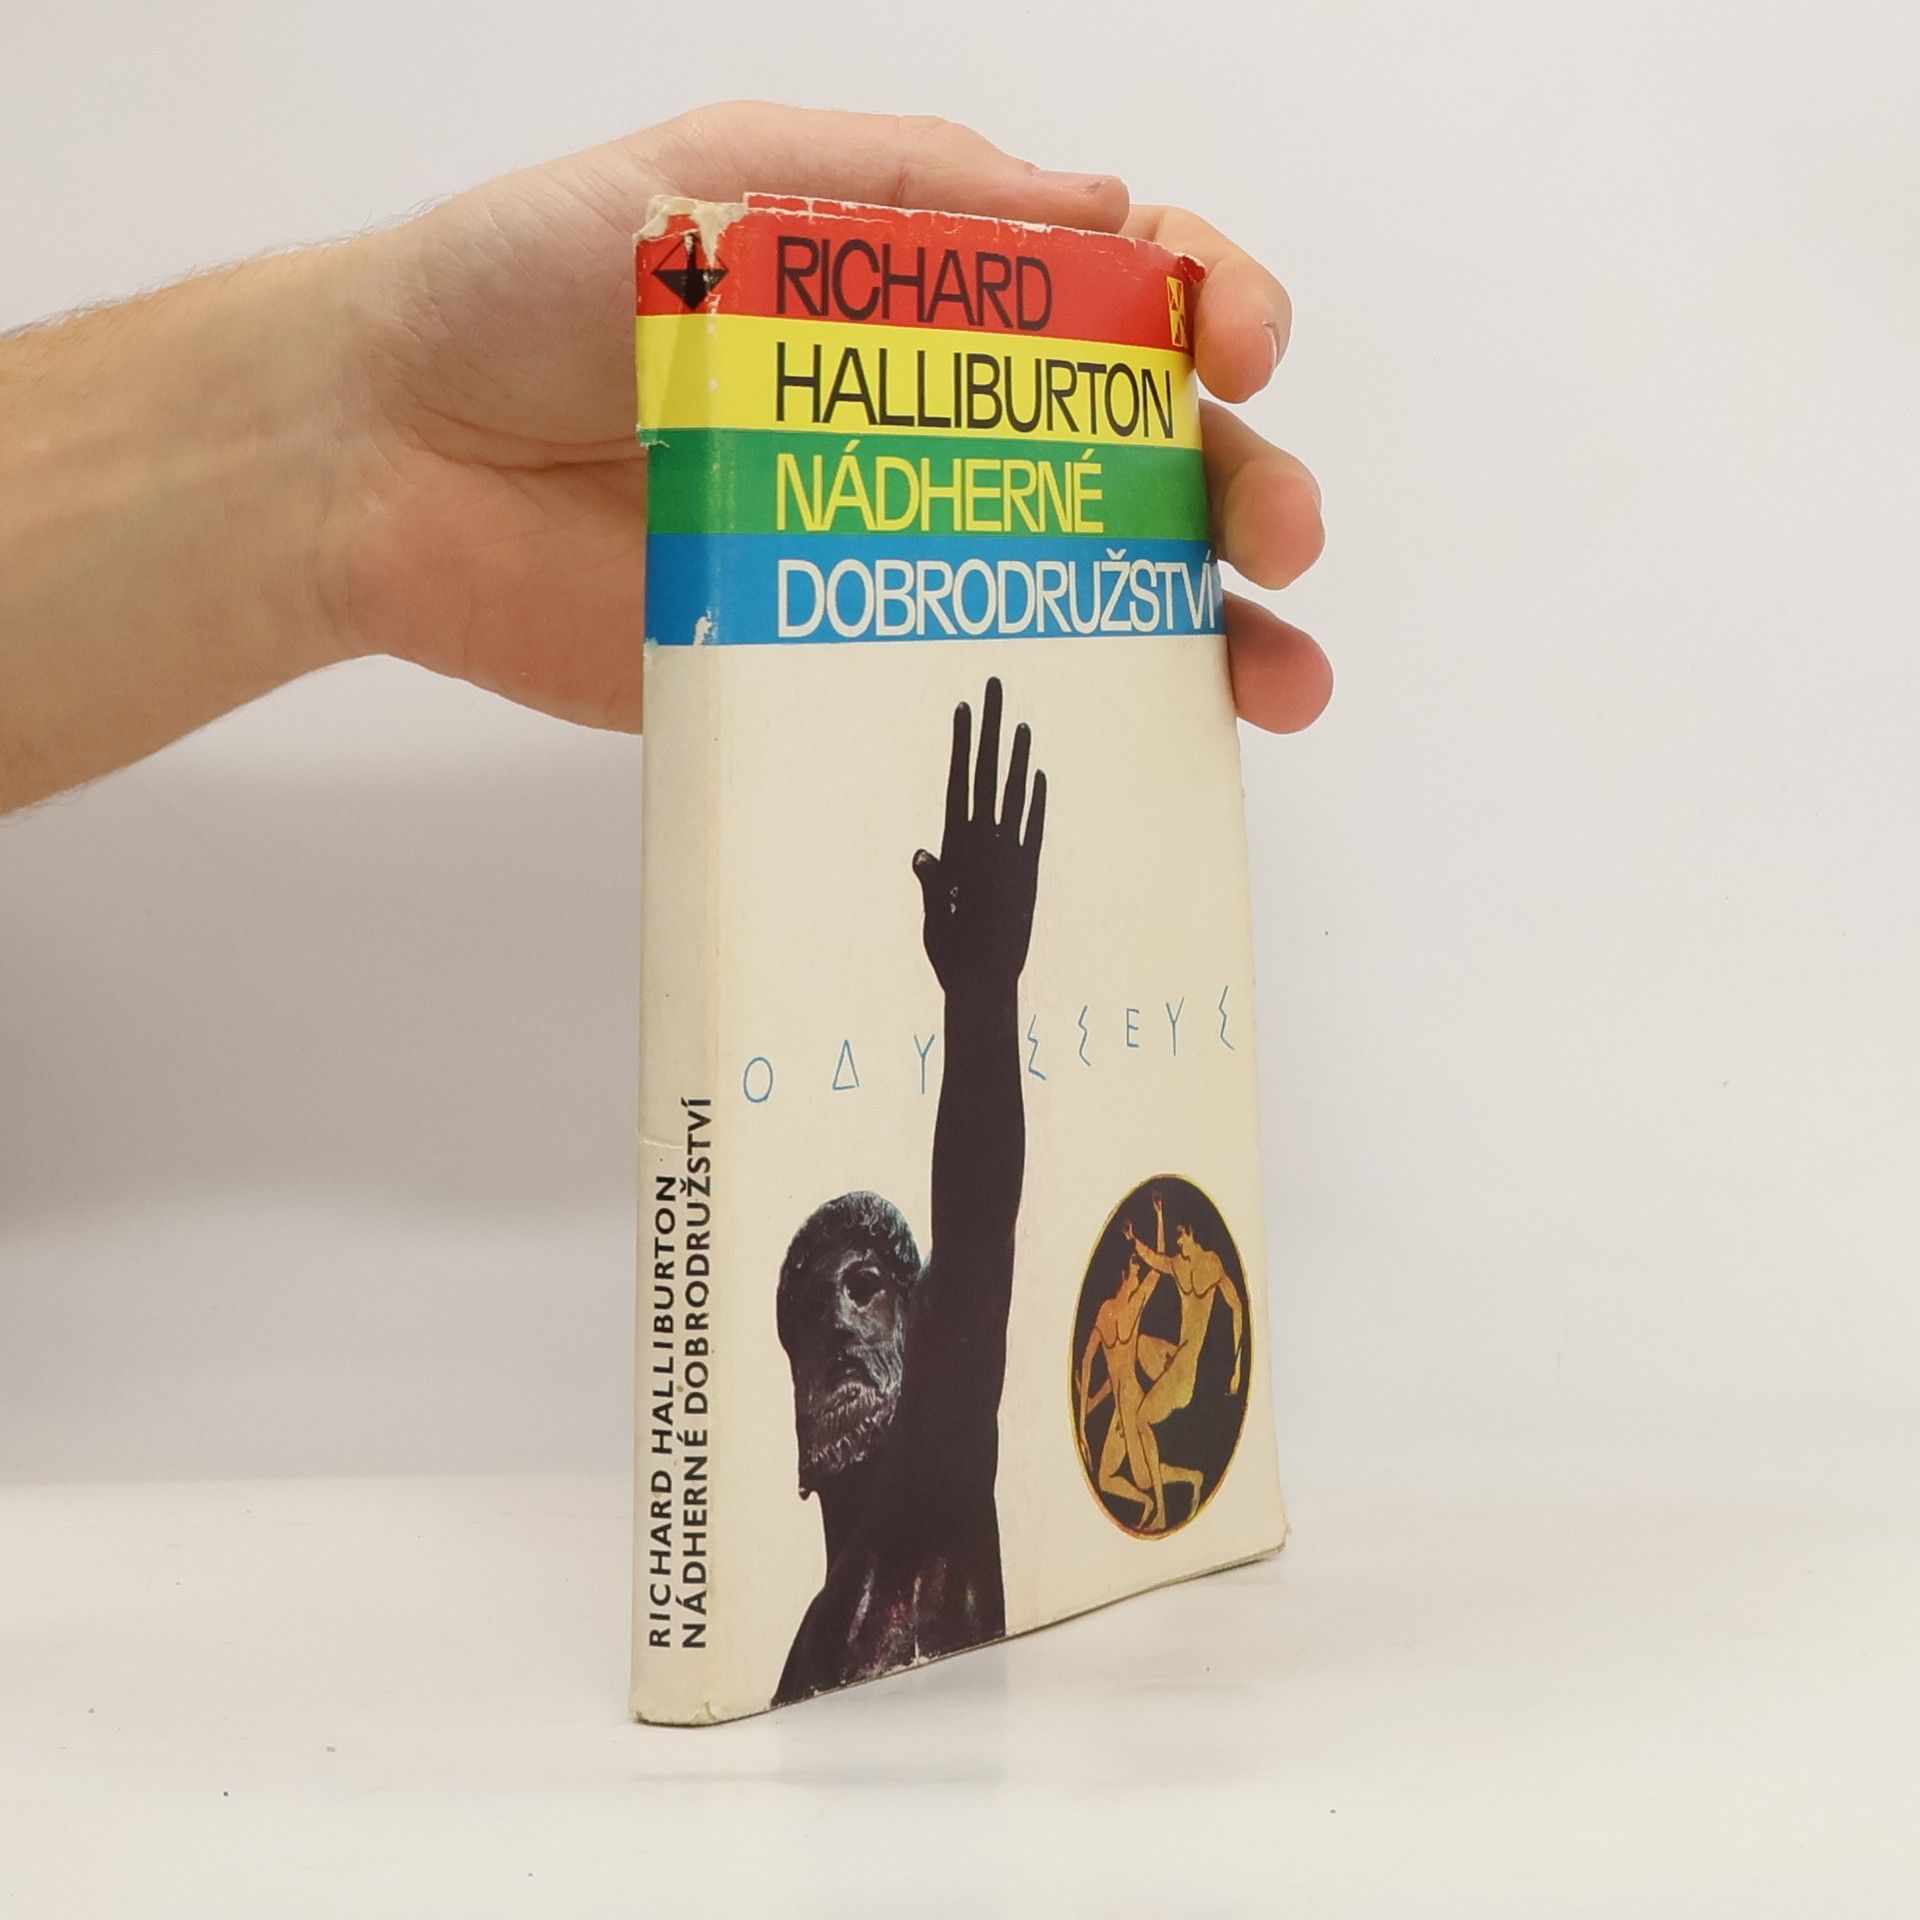 RICHARD
HALLIBURTON
NÁDHERNÉ
DOBRODRUŽSTVÍ
ΟΔΥΣΣΕΥΣ
RICHARD HALLIBURTON
NÁDHERNÉ DOBRODRUŽSTVÍ